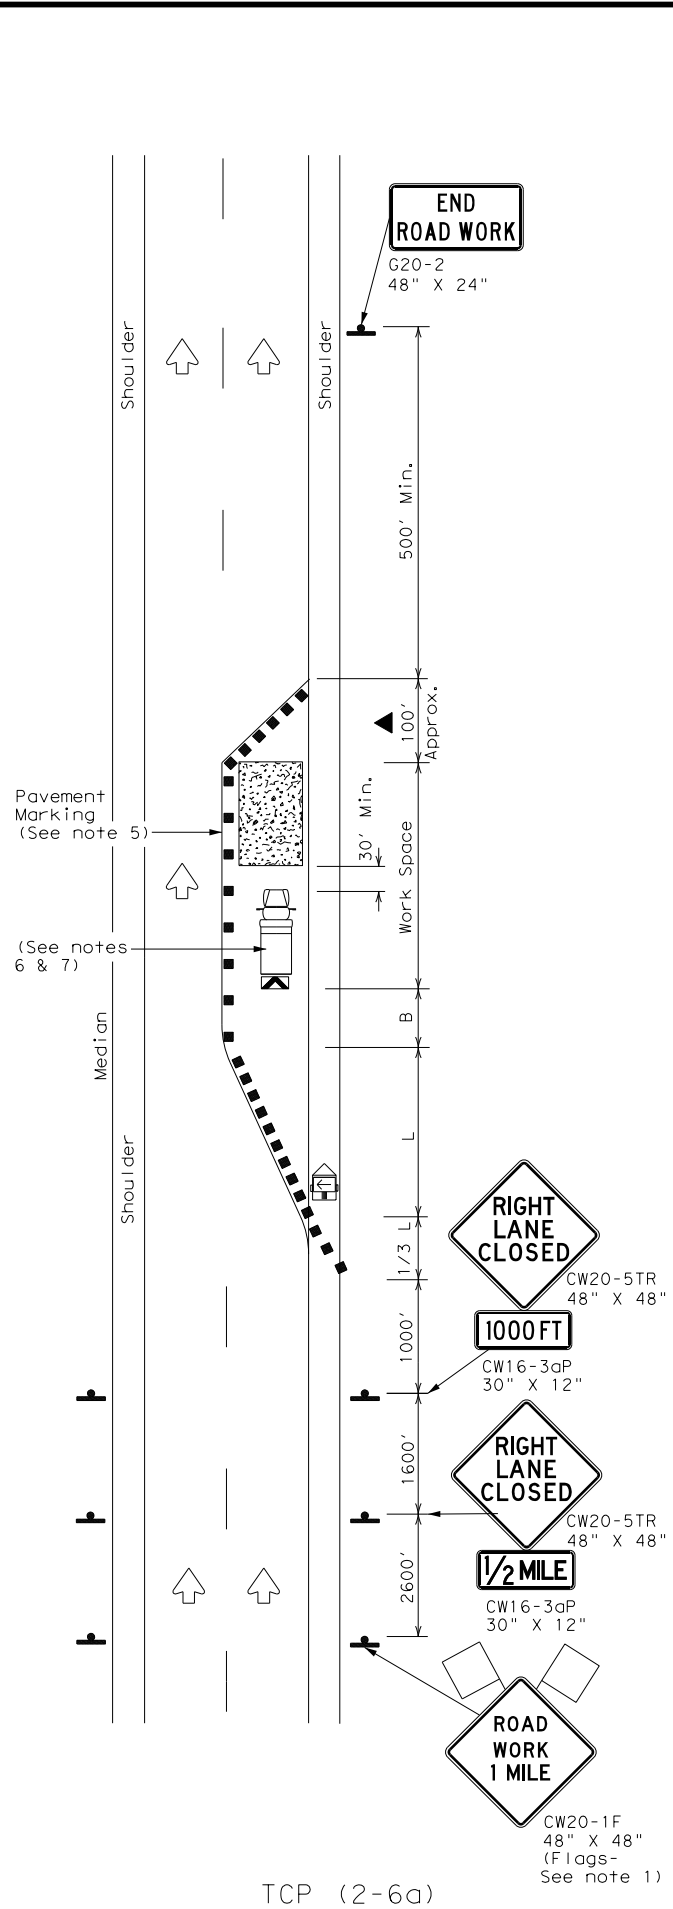 END
ROAD WORK
G20-2
48" X 24"
Shoulder
Shoulder
500' Min.
100'
Approx.
Pavement
Marking
(See note 5)
30' Min.
Work Space
(See notes
6 & 7)
B
Median
L
Shoulder
RIGHT
LANE
CLOSED
1/3 L
CW20-5TR
48" X 48"
1000 FT
1000'
CW16-3aP
30" X 12"
RIGHT
LANE
CLOSED
1600'
CW20-5TR
48" X 48"
1/2 MILE
2600'
CW16-3aP
30" X 12"
ROAD
WORK
1 MILE
CW20-1F
48" X 48"
(Flags-
See note 1)
TCP (2-6a)